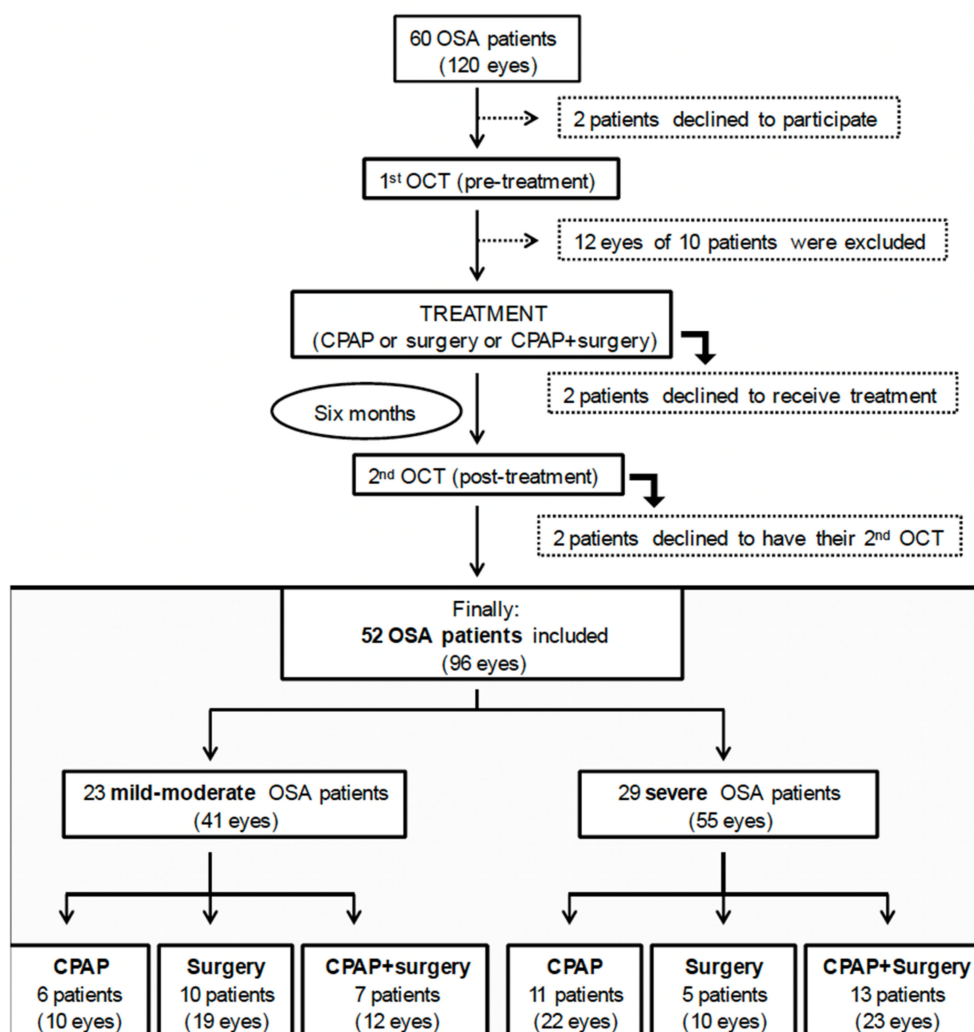 60 OSA patients
(120 eyes)
2 patients declined to participate
1st OCT (pre-treatment)
12 eyes of 10 patients were excluded
TREATMENT
(CPAP or surgery or CPAP+surgery)
2 patients declined to receive treatment
Six months
2nd OCT (post-treatment)
2 patients declined to have their 2nd OCT
Finally:
52 OSA patients included
(96 eyes)
23 mild-moderate OSA patients
(41 eyes)
29 severe OSA patients
(55 eyes)
CPAP
6 patients
(10 eyes)
Surgery
10 patients
(19 eyes)
CPAP+surgery
7 patients
(12 eyes)
CPAP
11 patients
(22 eyes)
Surgery
5 patients
(10 eyes)
CPAP+Surgery
13 patients
(23 eyes)